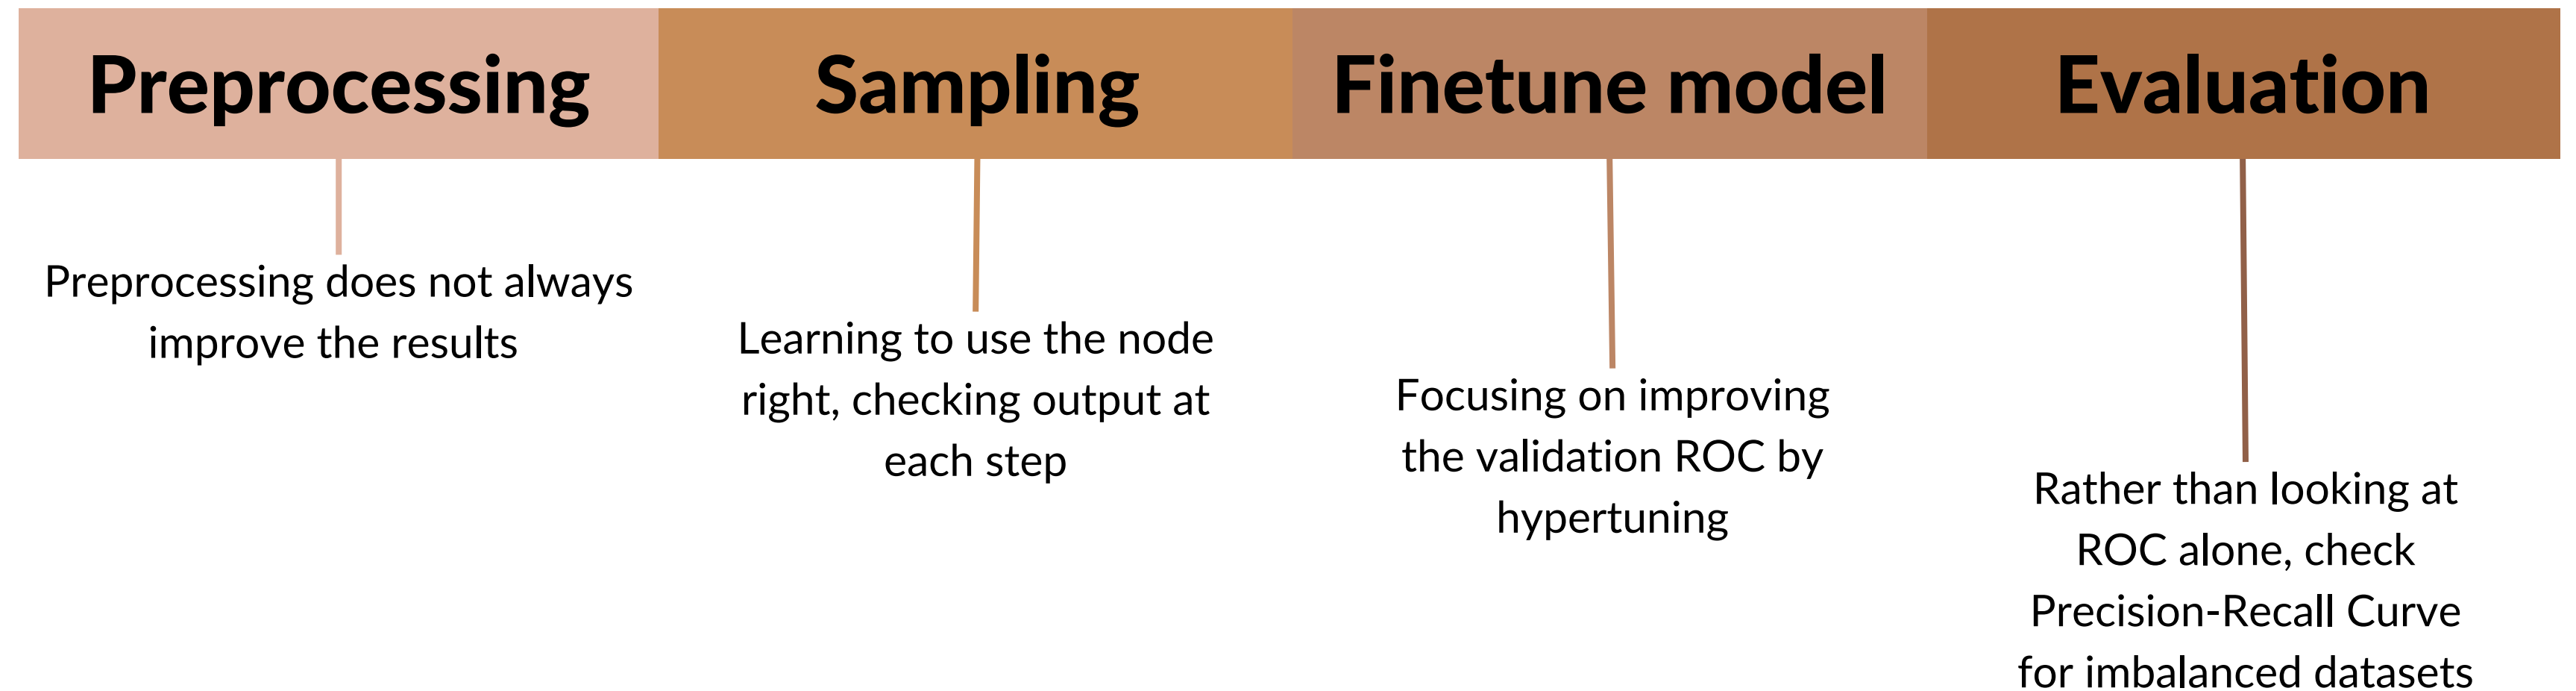 Preprocessing
Sampling
Finetune model
Evaluation
Preprocessing does not always
improve the results
Learning to use the node
right, checking output at
each step
Focusing on improving
the validation ROC by
hypertuning
Rather than looking at
ROC alone, check
Precision-Recall Curve
for imbalanced datasets